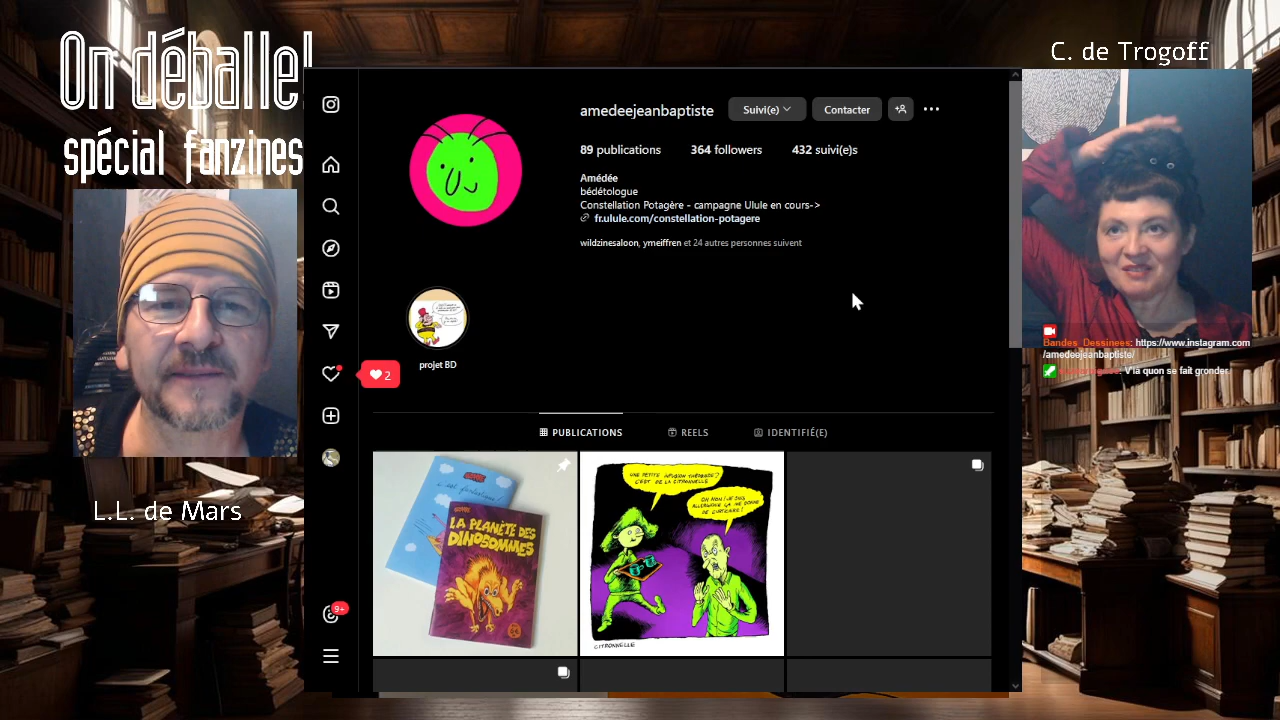 On déballe!
spécial fanzines
C. de Trogoff
L.L. de Mars
amedeejeanbaptiste
Suivi(e)
Contacter
89 publications
364 followers
432 suivi(e)s
Amédée
bédétologue
Constellation Potagère - campagne Ulule en cours->
fr.ulule.com/constellation-potagere
wildzinesaloon, ymeiffren et 24 autres personnes suivent
projet BD
2
9+
PUBLICATIONS
REELS
IDENTIFIÉ(E)
c'est fantastique!
LA PLANÈTE DES
DINOSOMMES
UNE PETITE INFUSION THÉODORE?
C'EST DE LA CITRONNELLE
OH NON! JE SUIS
ALLERGIQUE ÇA ME DONNE
DE L'URTICAIRE!
CITRONNELLE
Bandes_Dessinees: https://www.instagram.com
/amedeejeanbaptiste/
: V'la quon se fait gronder